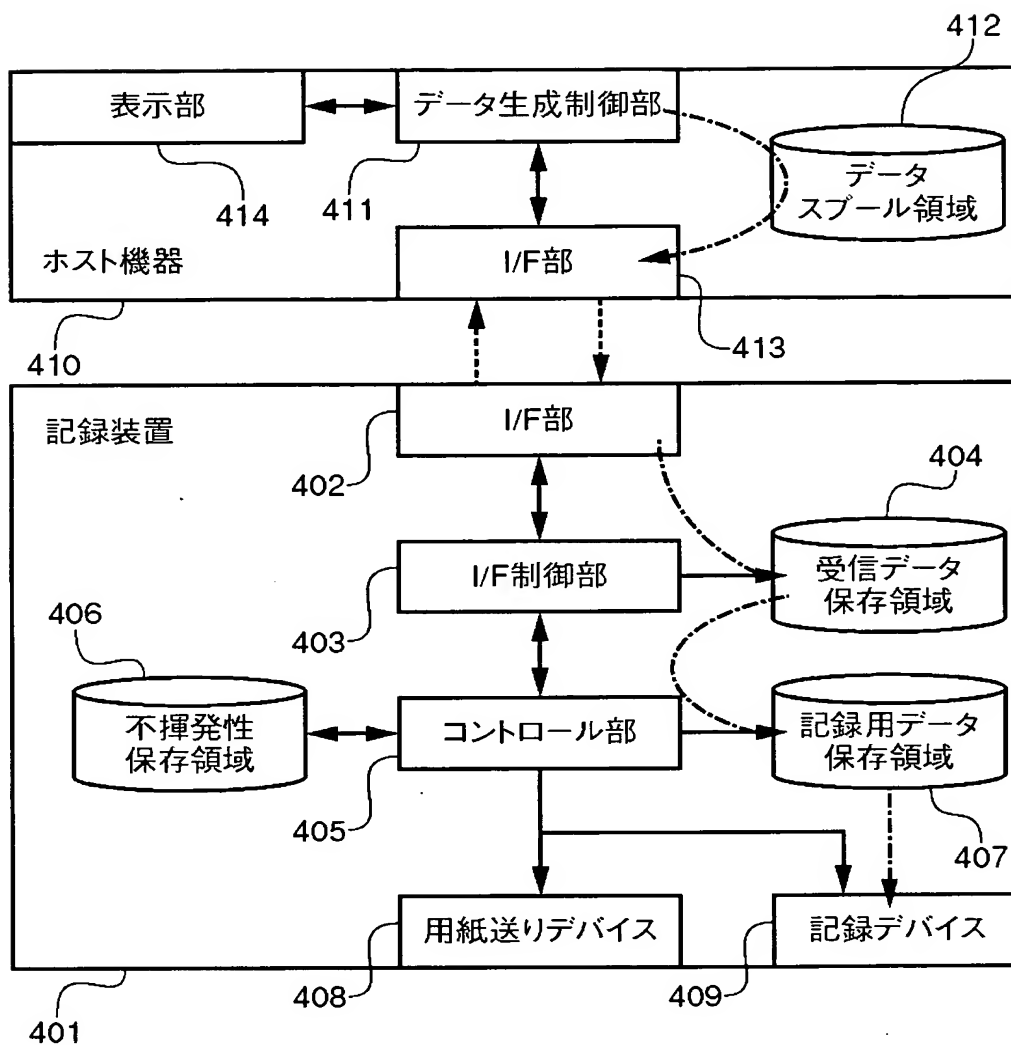 412
表示部
データ生成制御部
データ
スプール領域
414
411
ホスト機器
I/F部
410
413
記録装置
I/F部
402
404
I/F制御部
受信データ
保存領域
403
406
不揮発性
保存領域
コントロール部
記録用データ
保存領域
405
407
用紙送りデバイス
記録デバイス
408
409
401